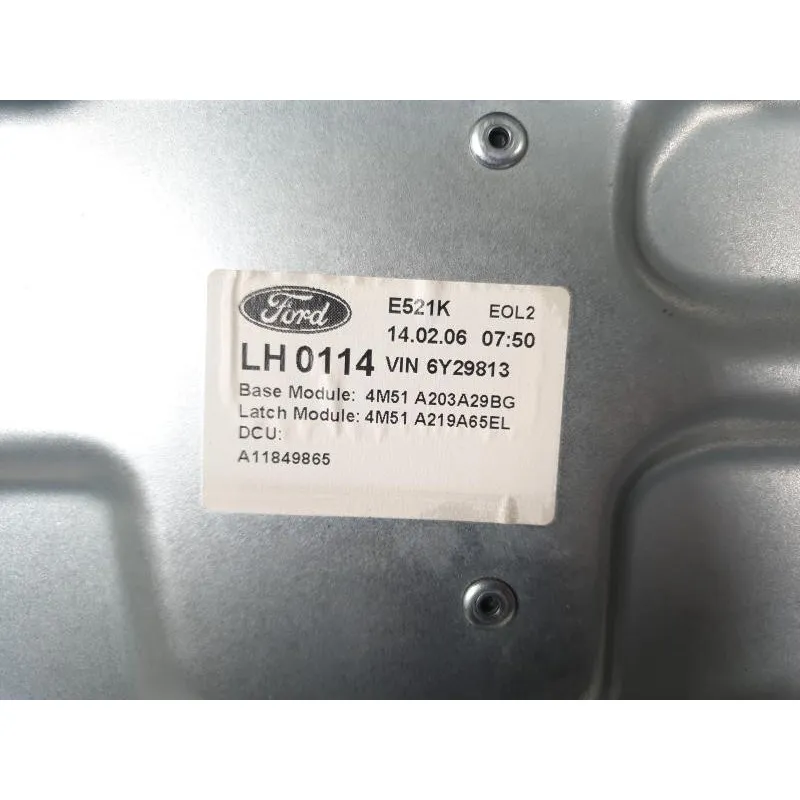 Ford E521K EOL2
14.02.06 07:50
LH 0114 VIN 6Y29813
Base Module: 4M51 A203A29BG
Latch Module: 4M51 A219A65EL
DCU:
A11849865